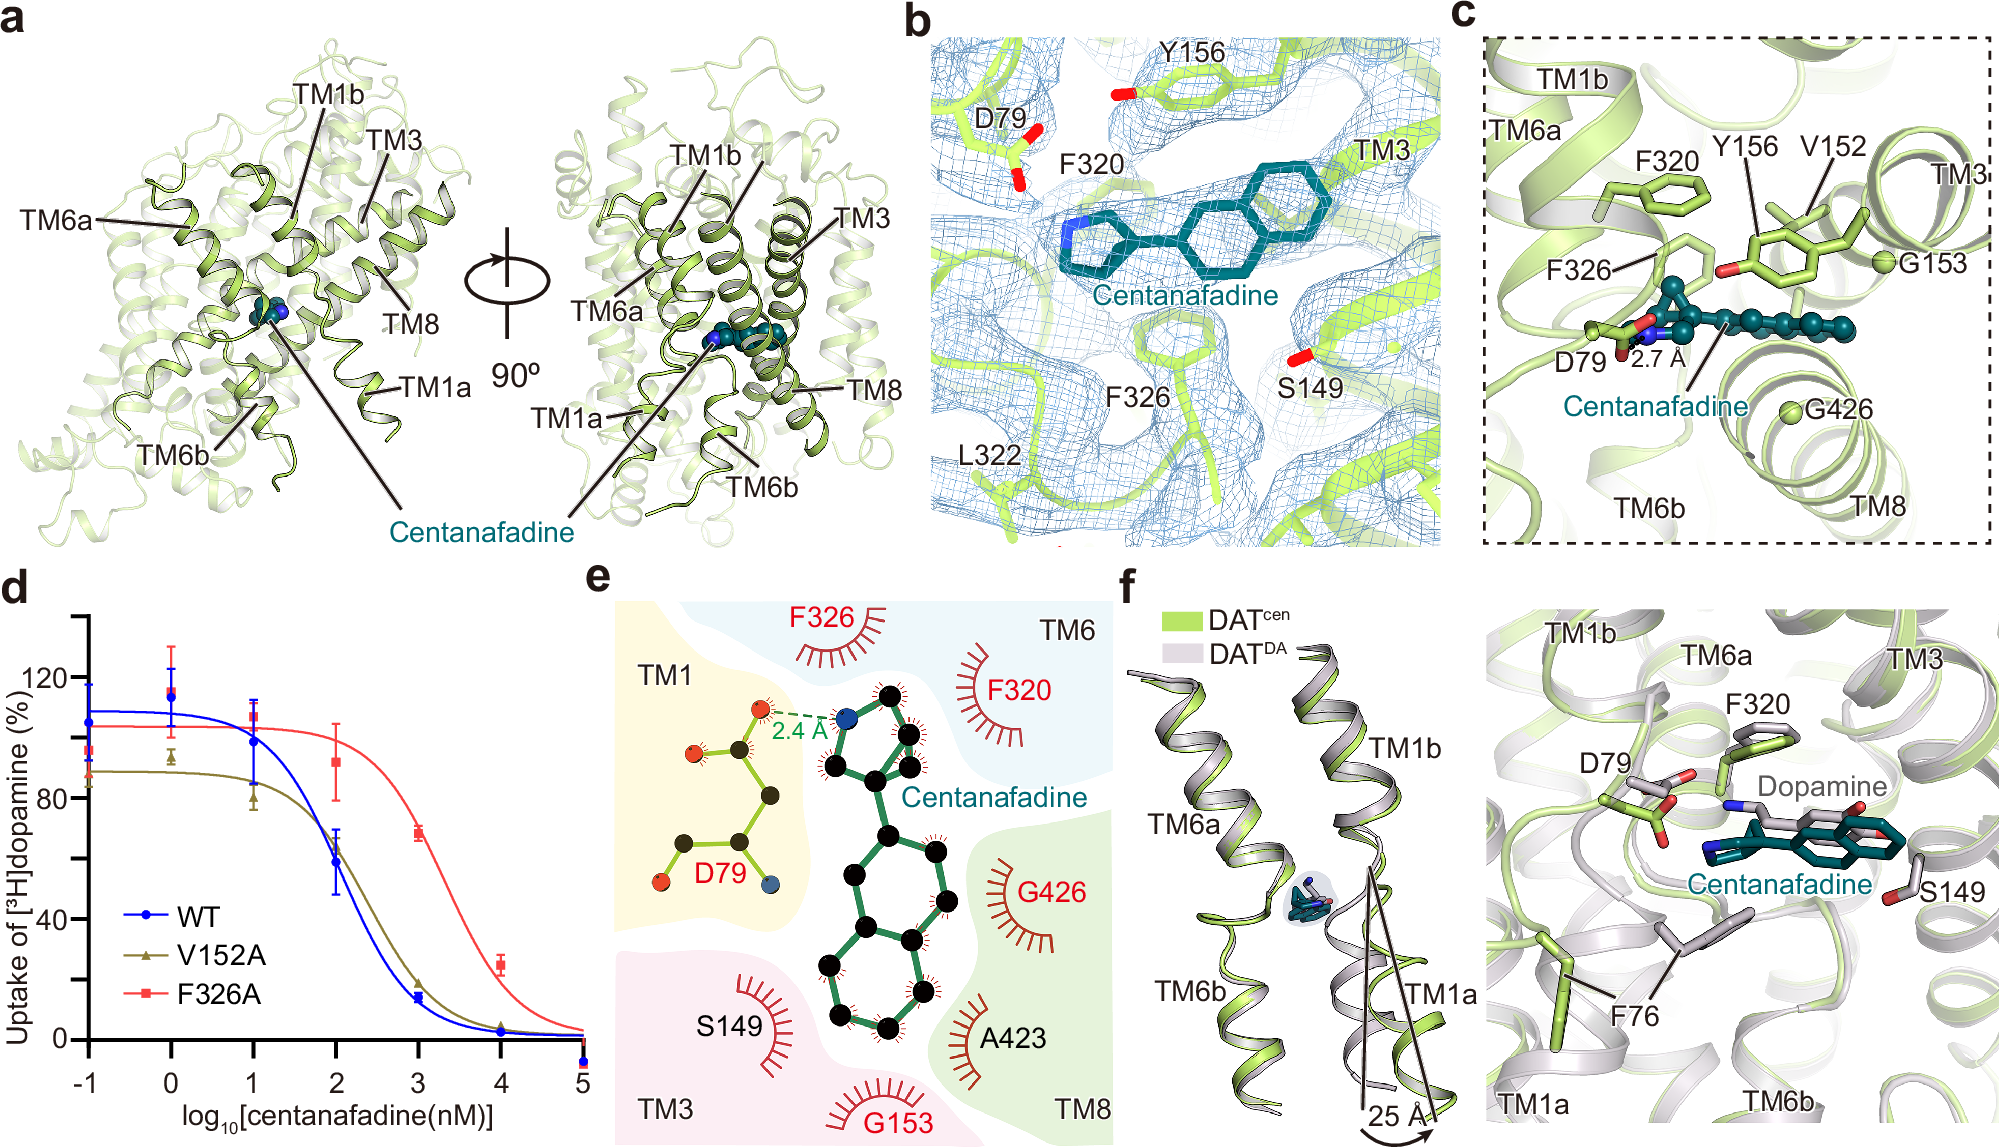 a
TM1b
TM3
TM6a
TM8
TM1a
TM6b
90º
TM1b
TM3
TM6a
TM1a
TM8
TM6b
Centanafadine
b
Y156
D79
F320
TM3
Centanafadine
S149
F326
L322
c
TM1b
TM6a
F320
Y156
V152
TM3
F326
G153
D79
2.7 Å
Centanafadine
G426
TM6b
TM8
d
Uptake of [³H]dopamine (%)
120
80
40
0
WT
V152A
F326A
-1 0 1 2 3 4 5
log₁₀[centanafadine(nM)]
e
F326
TM6
TM1
F320
2.4 Å
Centanafadine
D79
G426
S149
A423
TM3
G153
TM8
f
DATᶜᵉⁿ
DATᴰᴬ
TM1b
TM6a
TM6b
TM1a
25 Å
TM1b
TM6a
TM3
F320
D79
Dopamine
Centanafadine
S149
F76
TM1a
TM6b